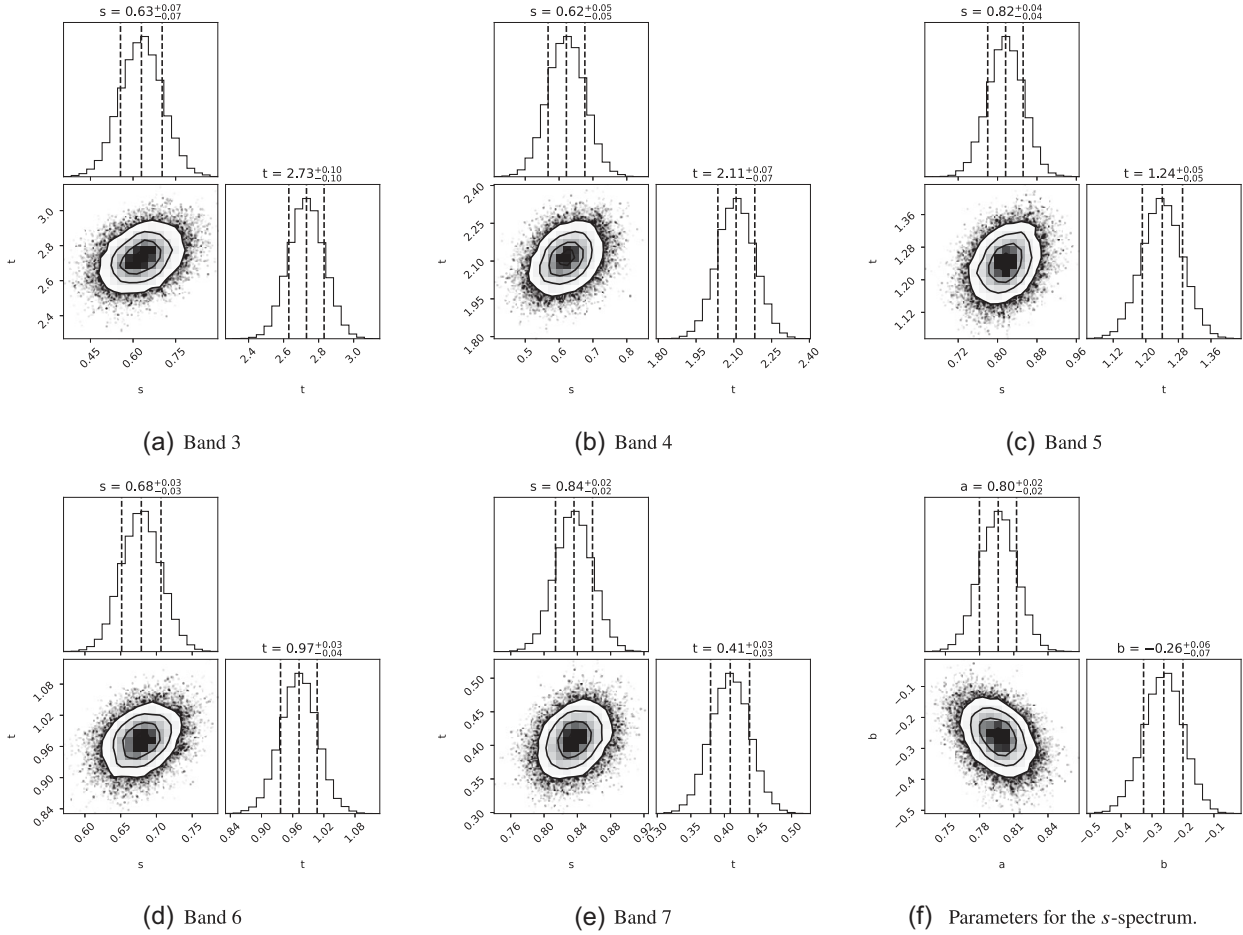 s = 0.63 +0.07 −0.07
t = 2.73 +0.10 −0.10
t
3.0
2.8
2.6
2.4
0.45 0.60 0.75
s
2.4 2.6 2.8 3.0
t
(a) Band 3
s = 0.62 +0.05 −0.05
t = 2.11 +0.07 −0.07
t
2.40
2.25
2.10
1.95
1.80
0.5 0.6 0.7 0.8
s
1.80 1.95 2.10 2.25 2.40
t
(b) Band 4
s = 0.82 +0.04 −0.04
t = 1.24 +0.05 −0.05
t
1.36
1.28
1.20
1.12
0.72 0.80 0.88 0.96
s
1.12 1.20 1.28 1.36
t
(c) Band 5
s = 0.68 +0.03 −0.03
t = 0.97 +0.03 −0.04
t
1.08
1.02
0.96
0.90
0.84
0.60 0.65 0.70 0.75
s
0.84 0.90 0.96 1.02 1.08
t
(d) Band 6
s = 0.84 +0.02 −0.02
t = 0.41 +0.03 −0.03
t
0.50
0.45
0.40
0.35
0.30
0.76 0.80 0.84 0.88 0.92
s
0.30 0.35 0.40 0.45 0.50
t
(e) Band 7
a = 0.80 +0.02 −0.02
b = −0.26 +0.06 −0.07
b
−0.1
−0.2
−0.3
−0.4
−0.5
0.75 0.78 0.81 0.84
a
−0.5 −0.4 −0.3 −0.2 −0.1
b
(f) Parameters for the s-spectrum.